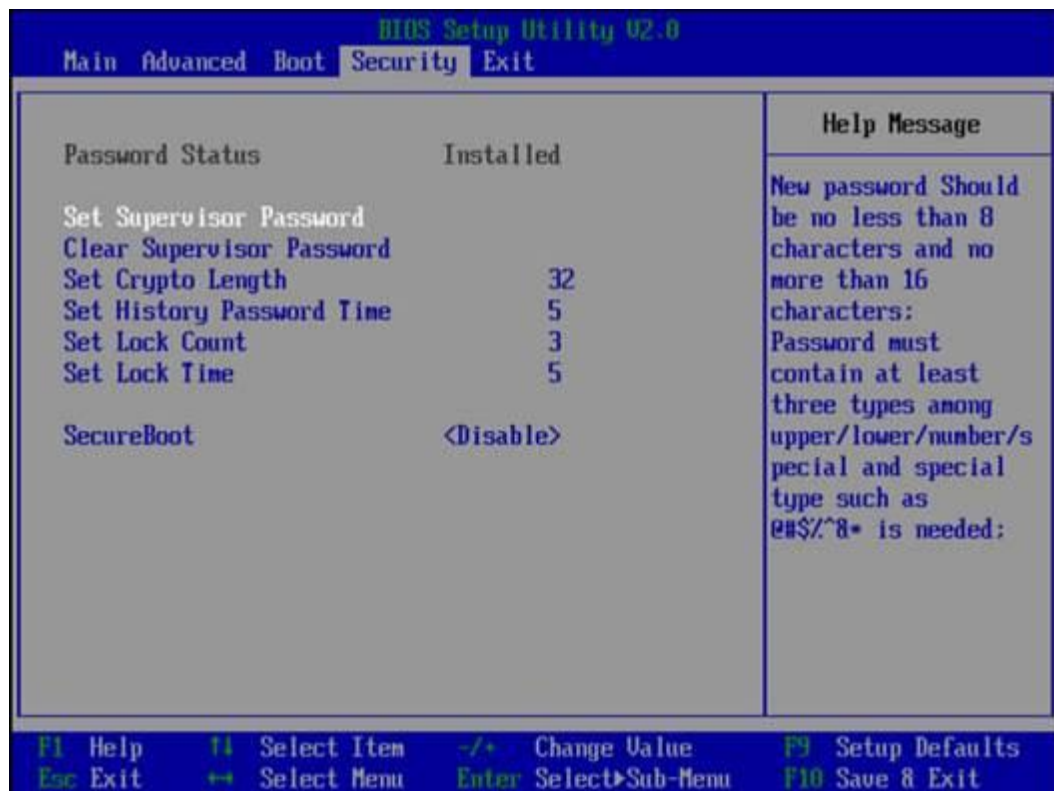 BIOS Setup Utility V2.0
Main Advanced Boot Security Exit
Help Message
Password Status Installed
Set Supervisor Password
Clear Supervisor Password
Set Crypto Length 32
Set History Password Time 5
Set Lock Count 3
Set Lock Time 5
SecureBoot <Disable>
New password Should
be no less than 8
characters and no
more than 16
characters;
Password must
contain at least
three types among
upper/lower/number/s
pecial and special
type such as
@#$%^&* is needed;
F1 Help ↑↓ Select Item -/+ Change Value F9 Setup Defaults
Esc Exit ↔ Select Menu Enter Select▶Sub-Menu F10 Save & Exit